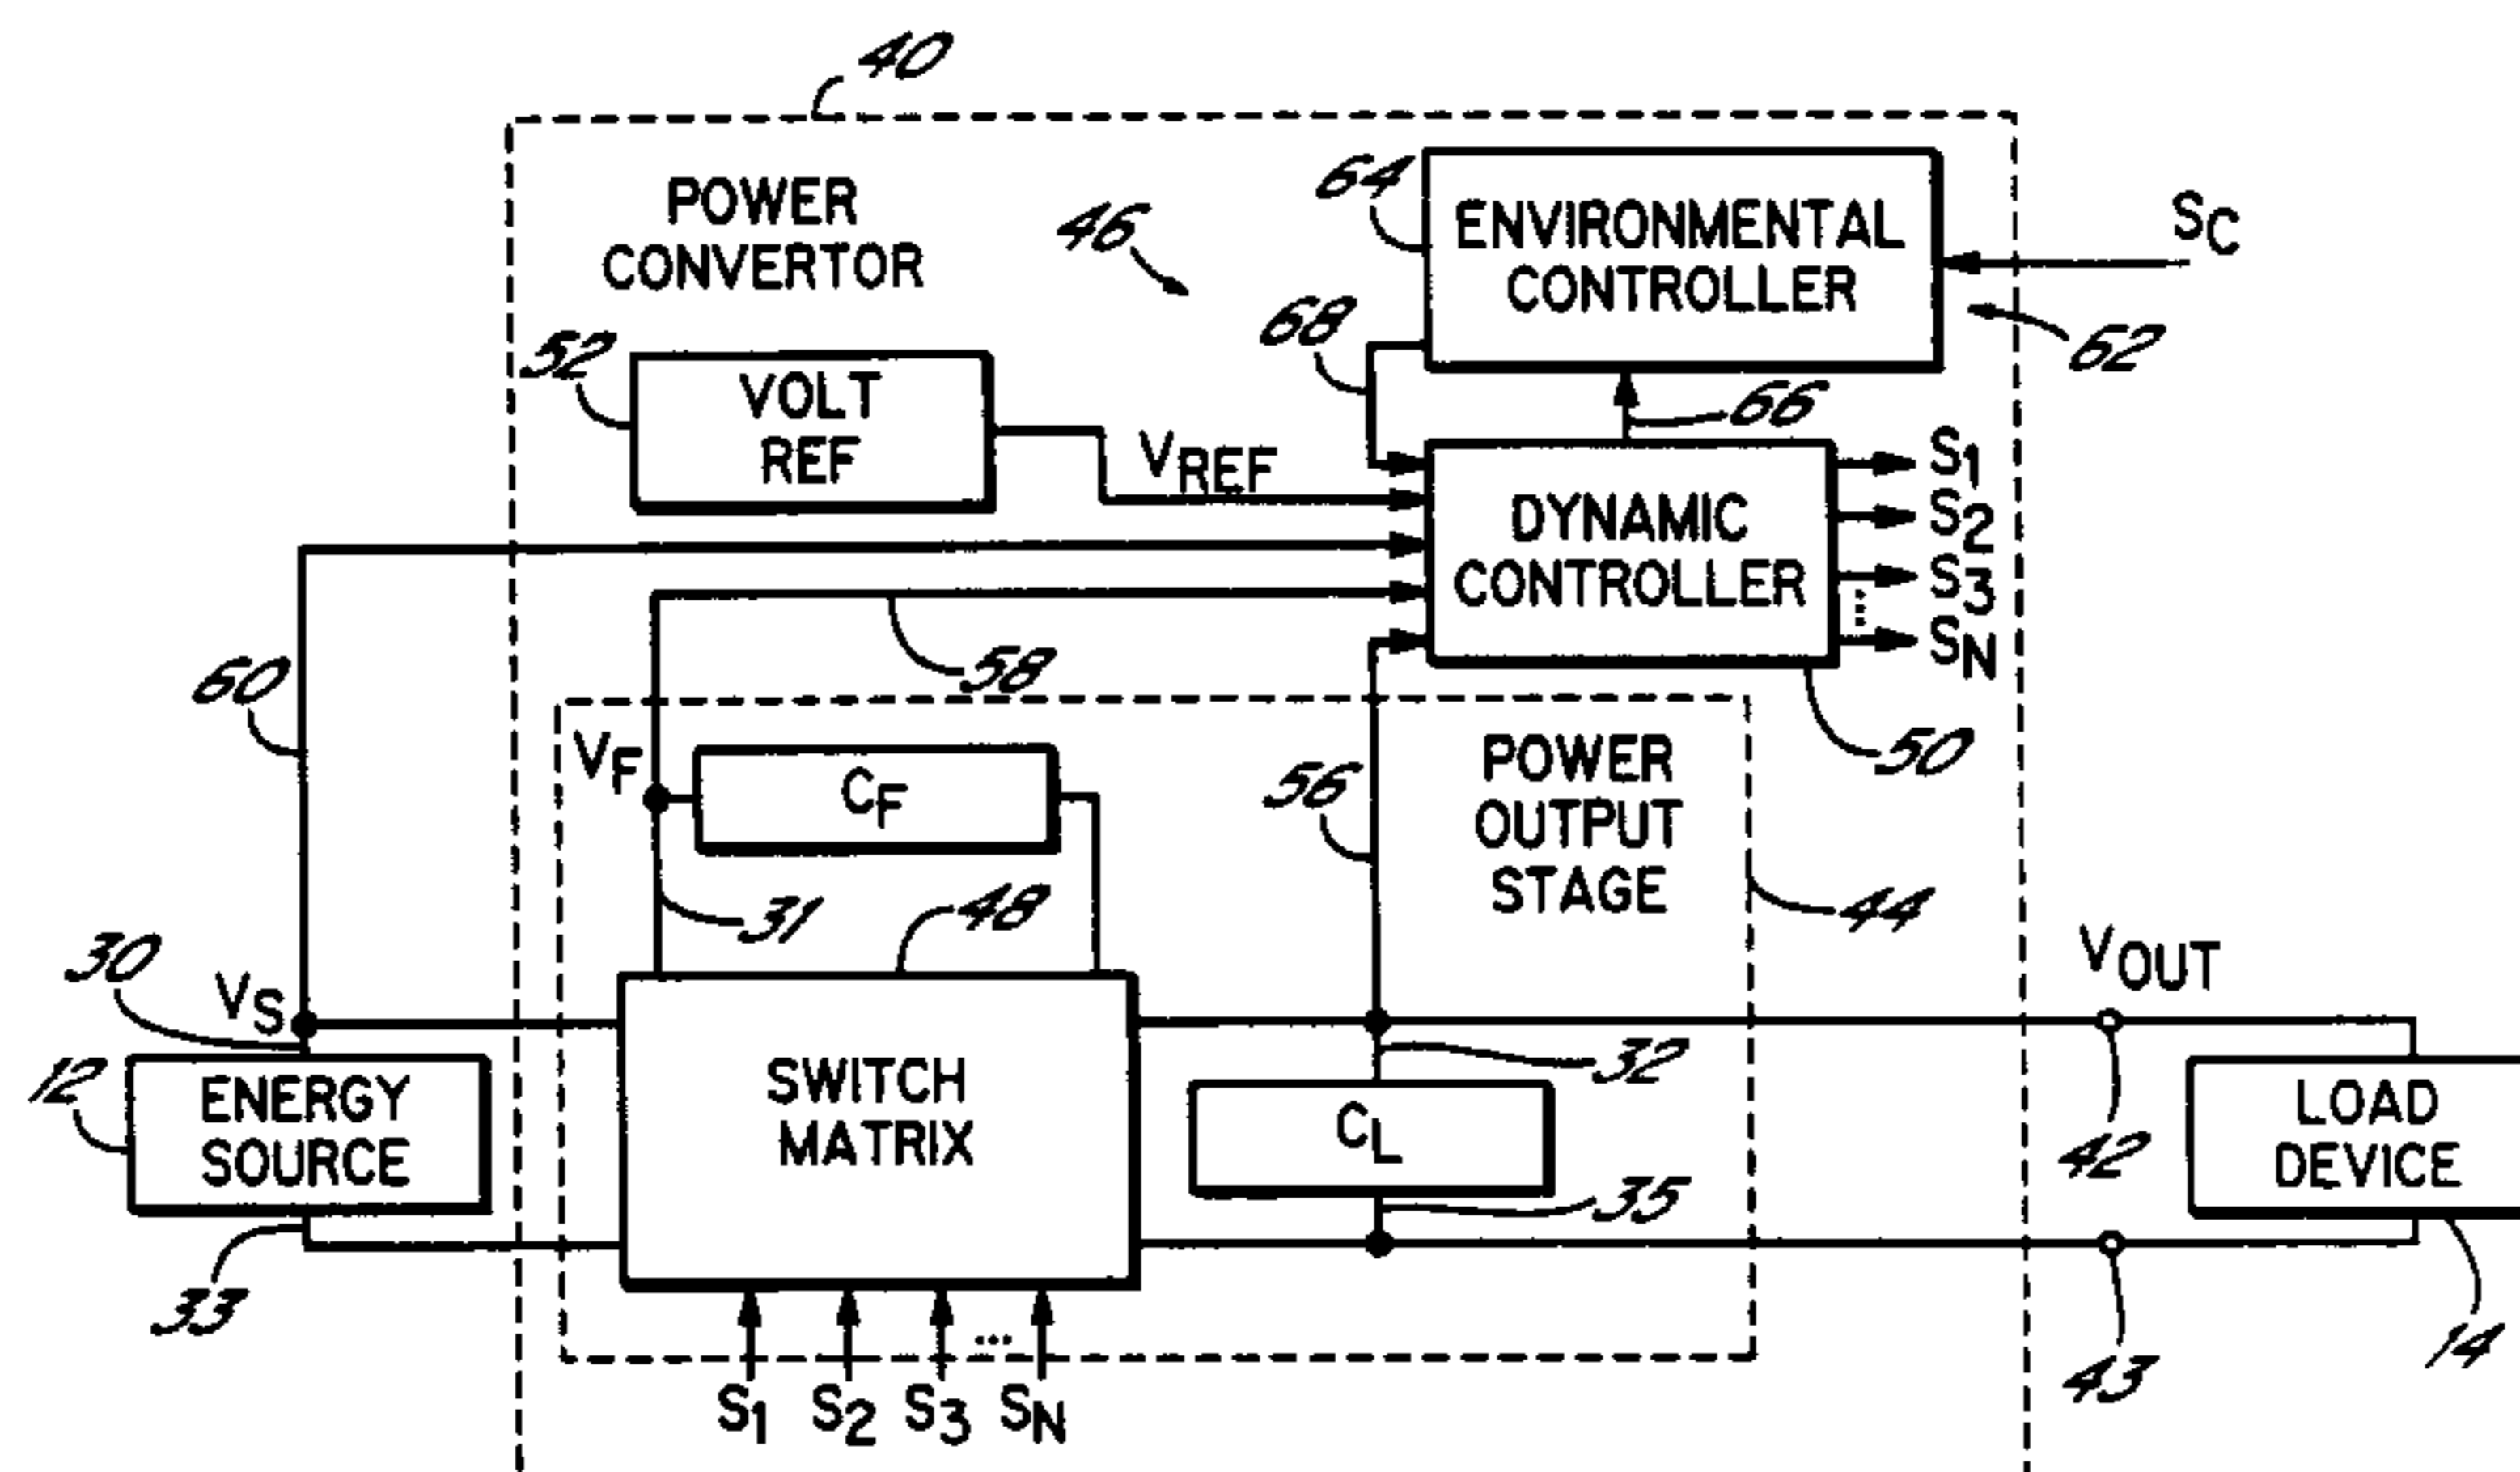 40
POWER
CONVERTOR
46
64
ENVIRONMENTAL
CONTROLLER
SC
62
68
52
VOLT
REF
VREF
66
DYNAMIC
CONTROLLER
S1
S2
S3
⋮
SN
60
58
50
VF
CF
56
POWER
OUTPUT
STAGE
44
31
48
30
VS
VOUT
12
ENERGY
SOURCE
SWITCH
MATRIX
32
CL
35
42
LOAD
DEVICE
33
43
14
S1 S2 S3 ... SN